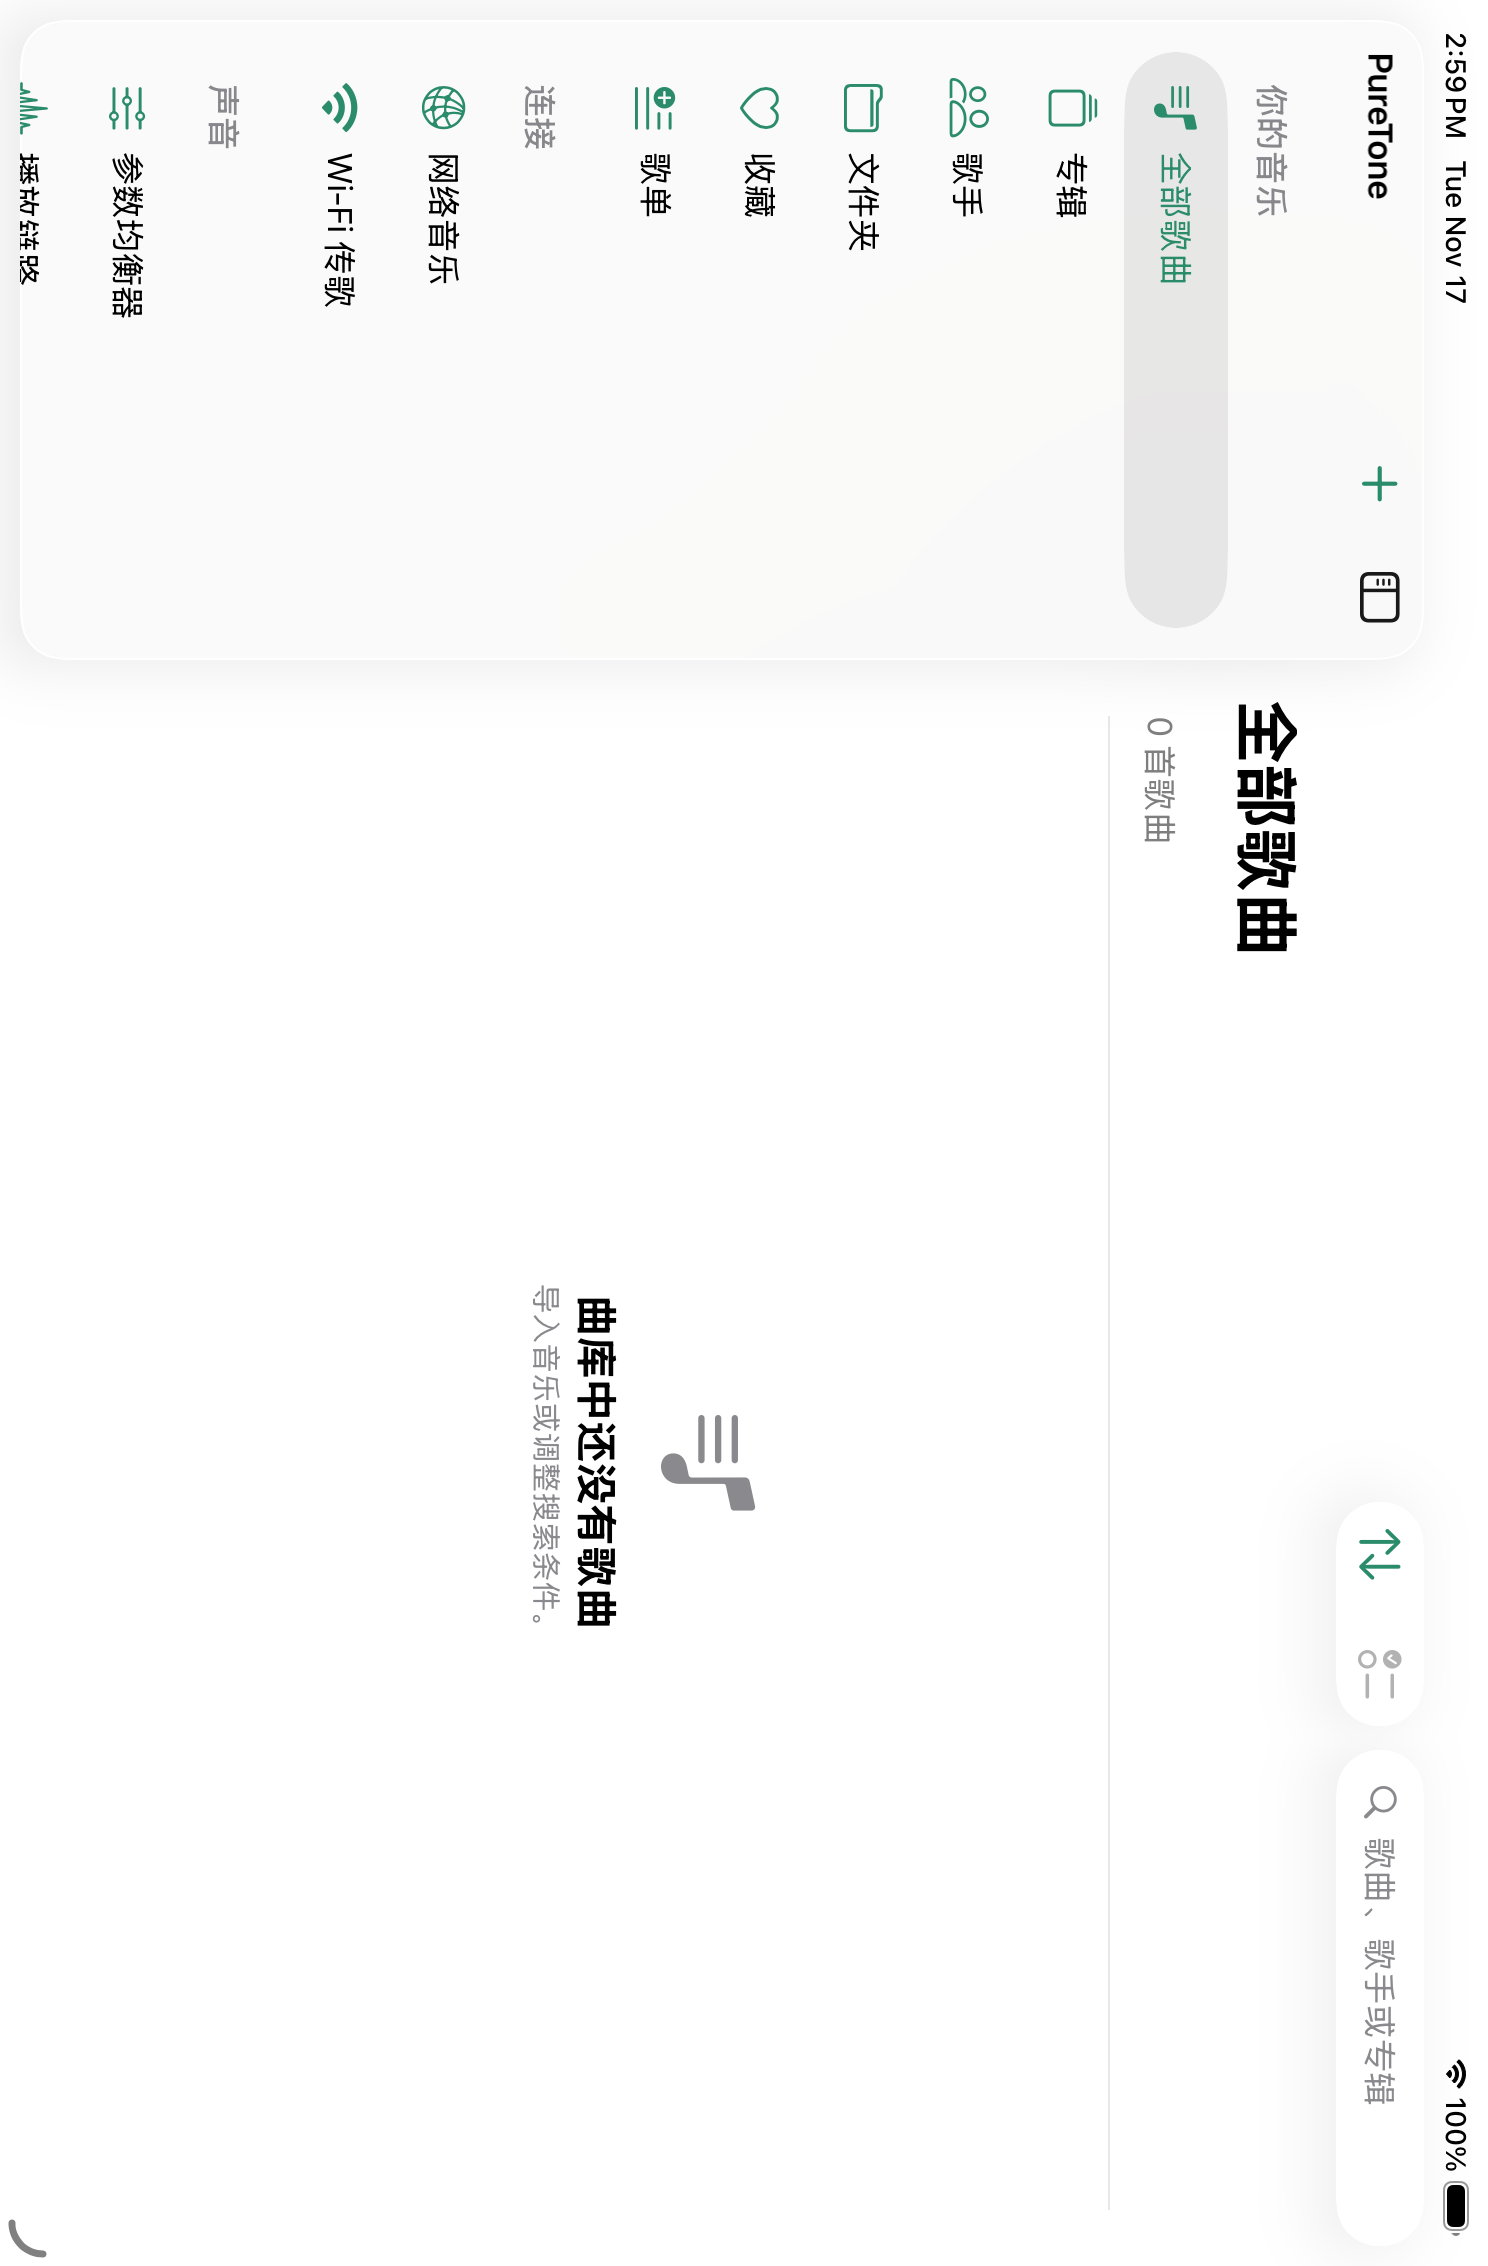 2:59 PM Tue Nov 17
100%
PureTone
你的音乐
全部歌曲
专辑
歌手
文件夹
收藏
歌单
连接
网络音乐
Wi-Fi 传歌
声音
参数均衡器
播放链路
歌曲、歌手或专辑
全部歌曲
0 首歌曲
曲库中还没有歌曲
导入音乐或调整搜索条件。